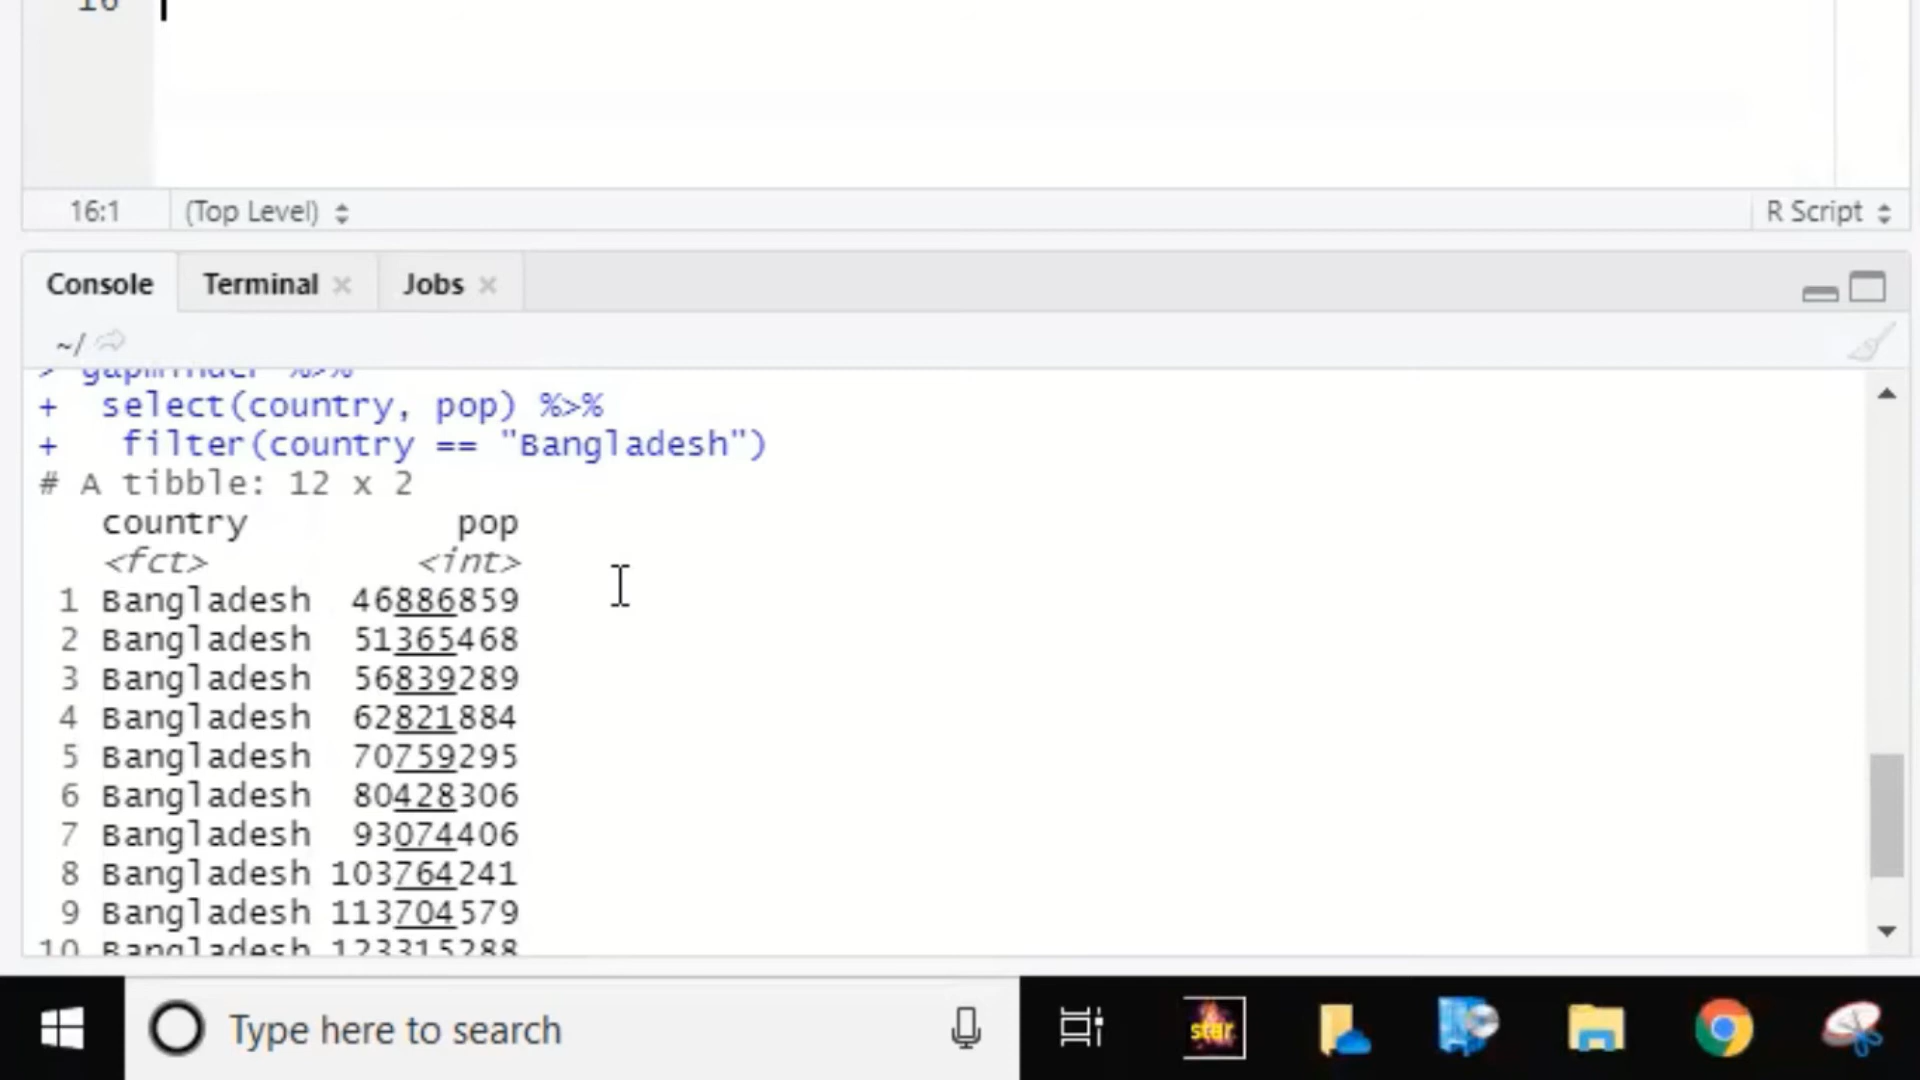 16
16:1 (Top Level) R Script
Console Terminal Jobs
~/
> gapminder %>%
+ select(country, pop) %>%
+ filter(country == "Bangladesh")
# A tibble: 12 x 2
country pop
<fct> <int>
1 Bangladesh 46886859
2 Bangladesh 51365468
3 Bangladesh 56839289
4 Bangladesh 62821884
5 Bangladesh 70759295
6 Bangladesh 80428306
7 Bangladesh 93074406
8 Bangladesh 103764241
9 Bangladesh 113704579
10 Bangladesh 123315288
Type here to search
star